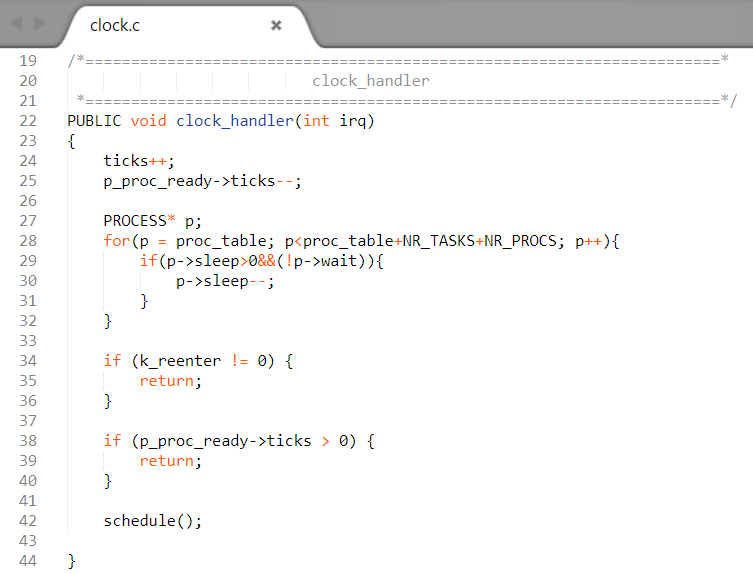 clock.c
19 /*======================================================================*
20                            clock_handler
21  *======================================================================*/
22 PUBLIC void clock_handler(int irq)
23 {
24     ticks++;
25     p_proc_ready->ticks--;
26
27     PROCESS* p;
28     for(p = proc_table; p<proc_table+NR_TASKS+NR_PROCS; p++){
29         if(p->sleep>0&&(!p->wait)){
30             p->sleep--;
31         }
32     }
33
34     if (k_reenter != 0) {
35         return;
36     }
37
38     if (p_proc_ready->ticks > 0) {
39         return;
40     }
41
42     schedule();
43
44 }